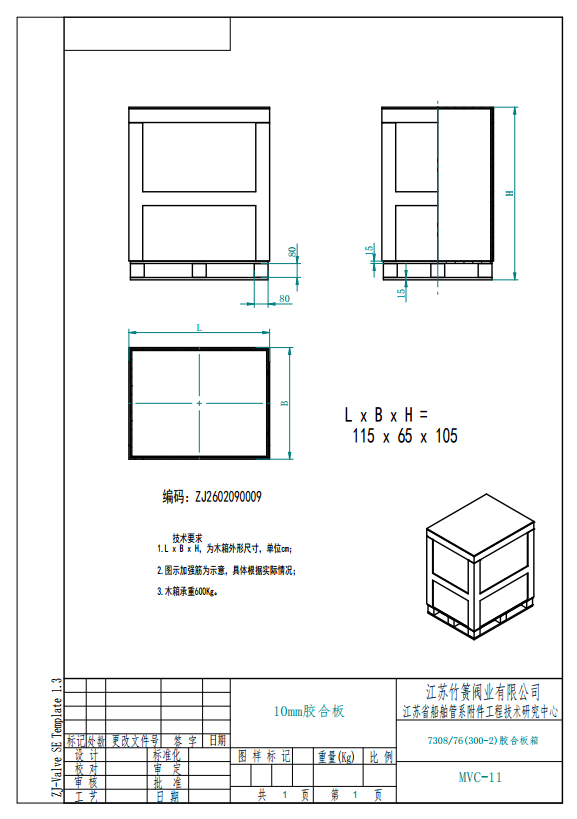 80
80
15
15
H
L
B
L x B x H =
115 x 65 x 105
编码: ZJ2602090009
技术要求
1.L x B x H, 为木箱外形尺寸, 单位cm;
2.图示加强筋为示意, 具体根据实际情况;
3.木箱承重600Kg。
ZJ-Valve SE Template 1.3
10mm胶合板
江苏竹箦阀业有限公司
江苏省船舶管系附件工程技术研究中心
标记 处数 更改文件号 签字 日期
7308/76(300-2)胶合板箱
设计 标准化
图样标记 重量(Kg) 比例
校对 审定
MVC-11
审核 批准
工艺 日期
共 1 页 第 1 页